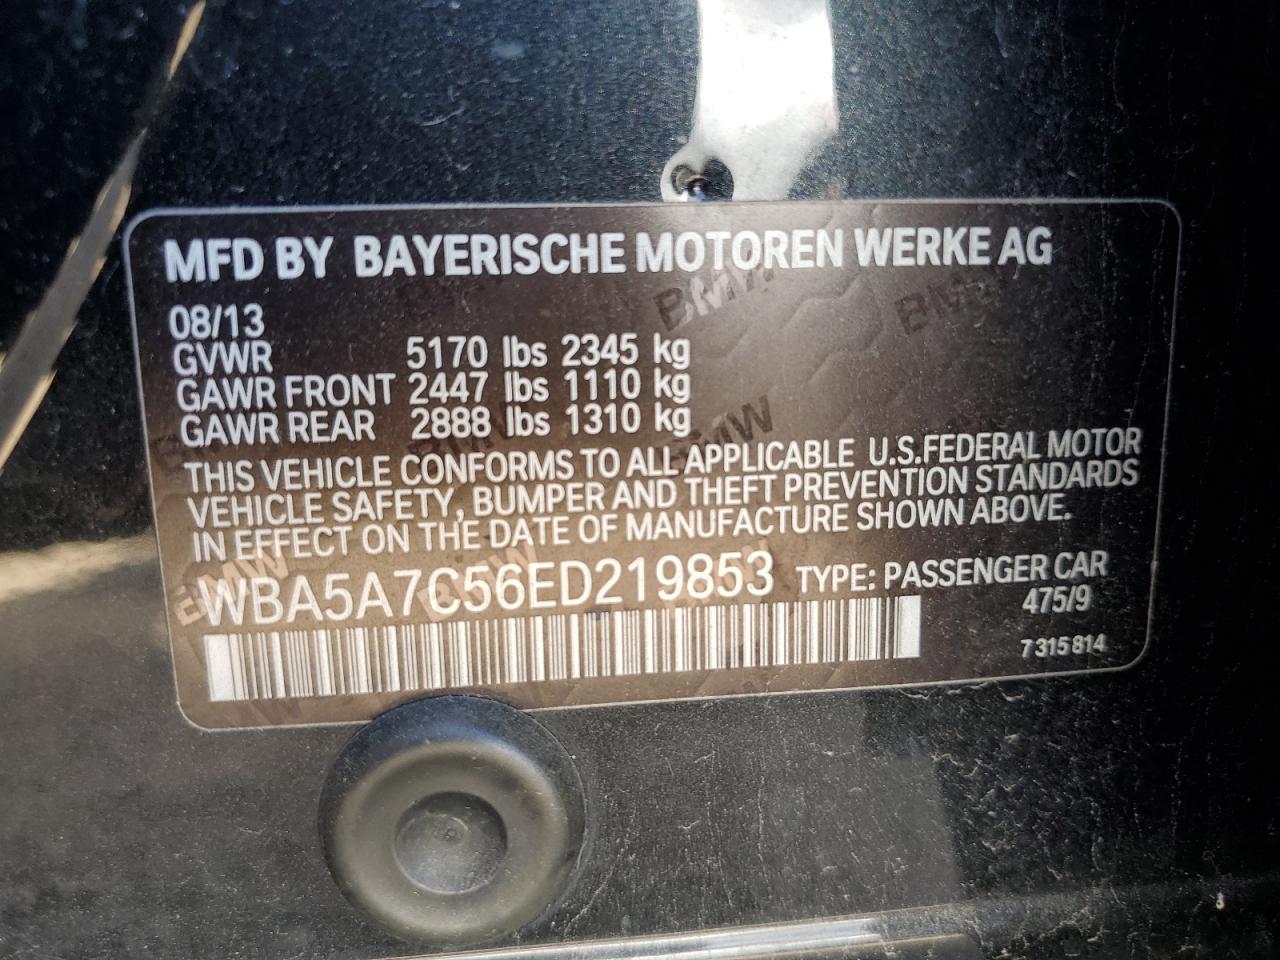 MFD BY BAYERISCHE MOTOREN WERKE AG
08/13
GVWR 5170 lbs 2345 kg
GAWR FRONT 2447 lbs 1110 kg
GAWR REAR 2888 lbs 1310 kg
THIS VEHICLE CONFORMS TO ALL APPLICABLE U.S.FEDERAL MOTOR
VEHICLE SAFETY, BUMPER AND THEFT PREVENTION STANDARDS
IN EFFECT ON THE DATE OF MANUFACTURE SHOWN ABOVE.
WBA5A7C56ED219853 TYPE: PASSENGER CAR
475/9
7 315 814